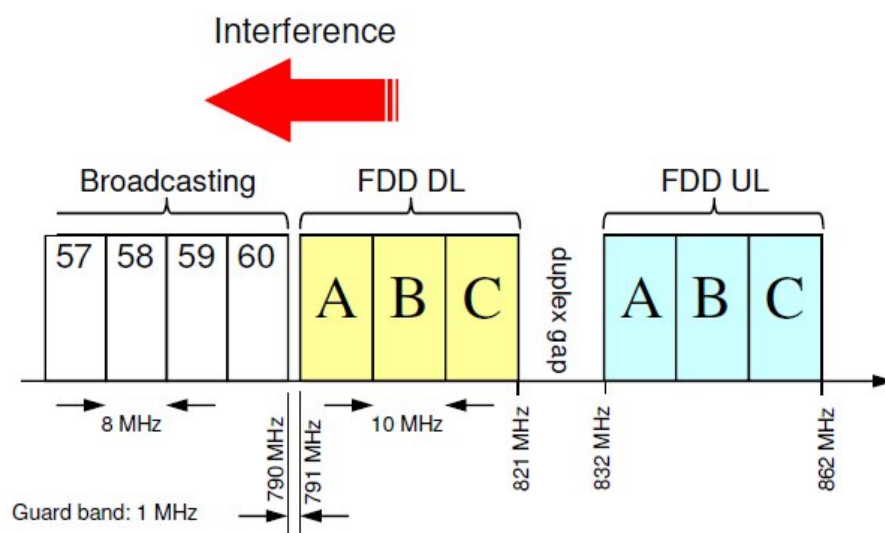 Interference
Broadcasting
FDD DL
FDD UL
57 58 59 60
A B C
duplex gap
A B C
8 MHz
10 MHz
790 MHz
791 MHz
821 MHz
832 MHz
862 MHz
Guard band: 1 MHz